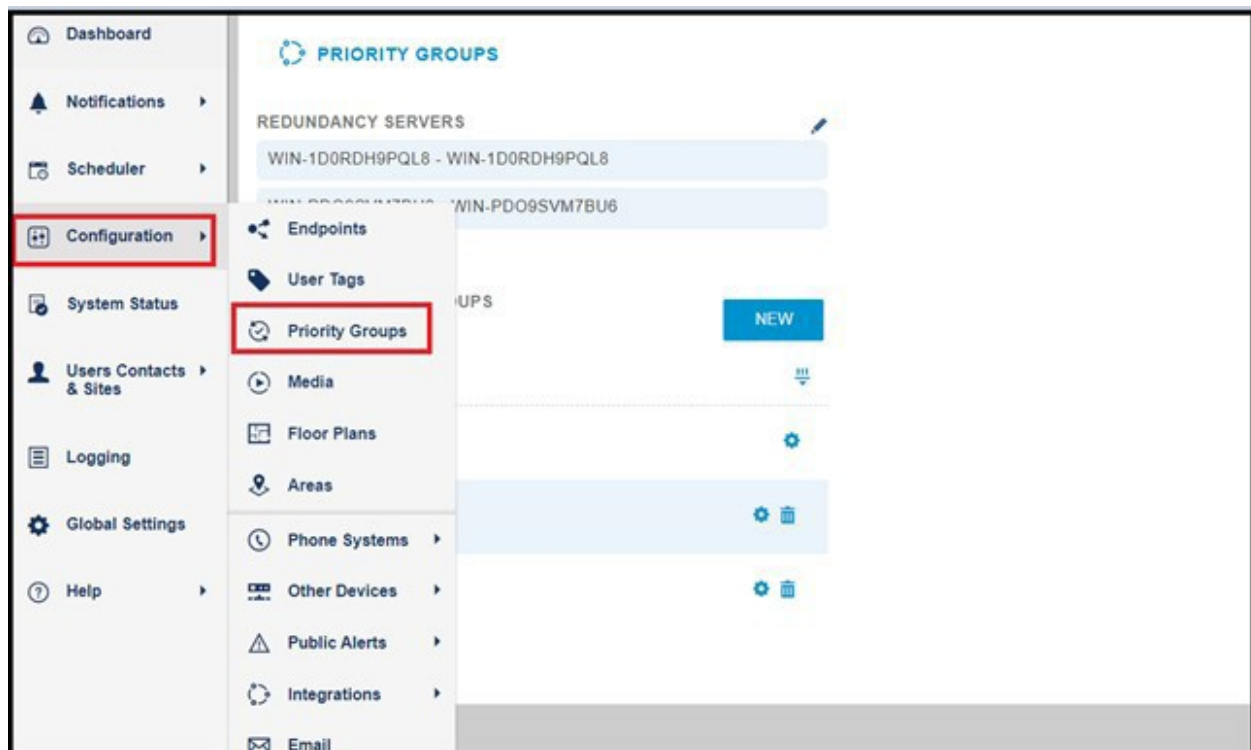 Dashboard
PRIORITY GROUPS
Notifications
REDUNDANCY SERVERS
WIN-1D0RDH9PQL8 - WIN-1D0RDH9PQL8
Scheduler
WIN-PDO9SVM7BU6
Configuration
Endpoints
User Tags
System Status
UPS
NEW
Priority Groups
Users Contacts
& Sites
Media
Floor Plans
Logging
Areas
Global Settings
Phone Systems
Help
Other Devices
Public Alerts
Integrations
Email